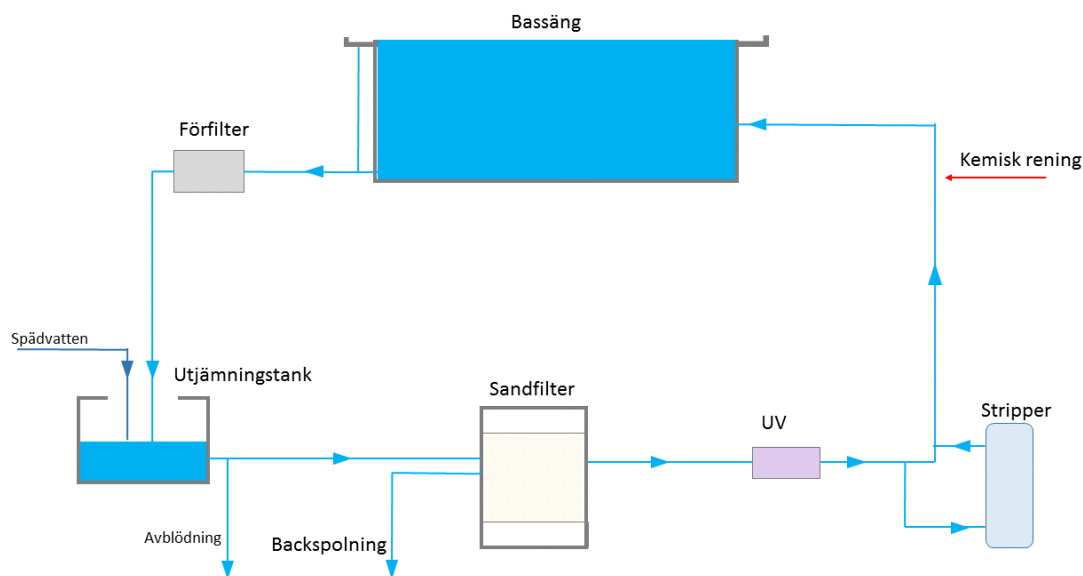 Bassäng
Förfilter
Kemisk rening
Spädvatten
Utjämningstank
Sandfilter
UV
Stripper
Avblödning
Backspolning